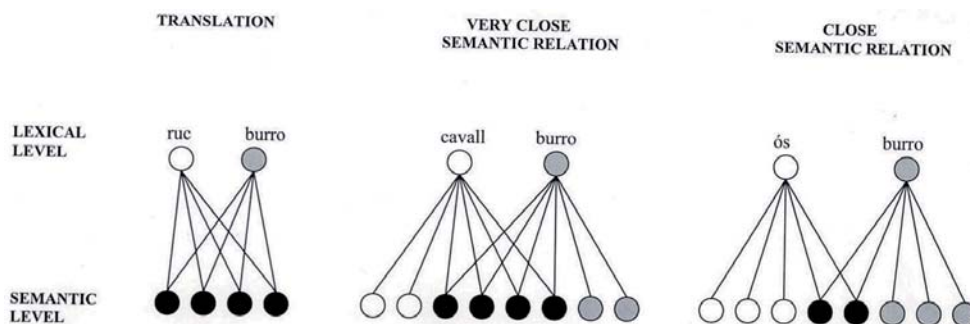 TRANSLATION
VERY CLOSE
SEMANTIC RELATION
CLOSE
SEMANTIC RELATION
LEXICAL
LEVEL
ruc
burro
cavall
burro
ós
burro
SEMANTIC
LEVEL